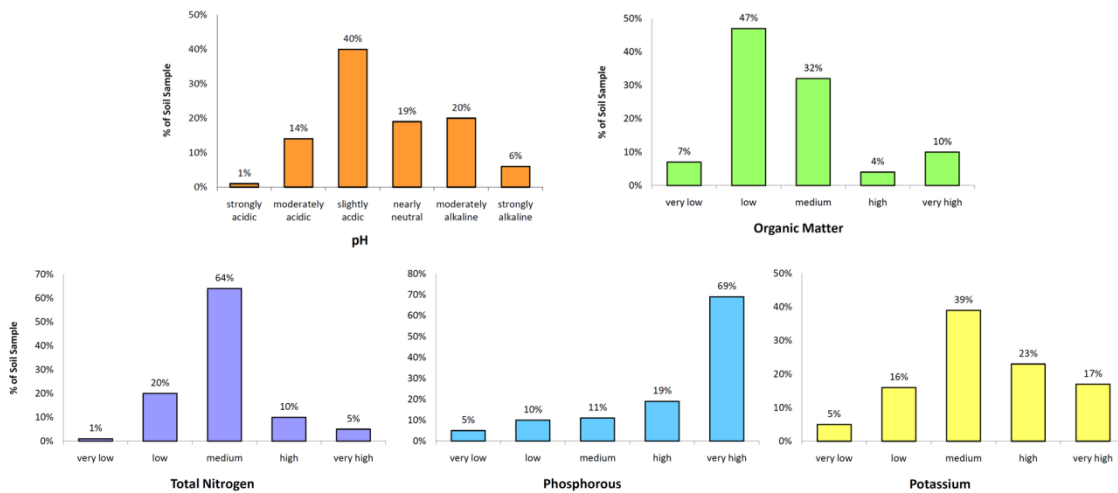 % of Soil Sample
50%
40%
30%
20%
10%
0%
1%
14%
40%
19%
20%
6%
strongly acidic
moderately acidic
slightly acdic
nearly neutral
moderately alkaline
strongly alkaline
pH
% of Soil Sample
50%
40%
30%
20%
10%
0%
7%
47%
32%
4%
10%
very low
low
medium
high
very high
Organic Matter
% of Soil Sample
70%
60%
50%
40%
30%
20%
10%
0%
1%
20%
64%
10%
5%
very low
low
medium
high
very high
Total Nitrogen
80%
70%
60%
50%
40%
30%
20%
10%
0%
5%
10%
11%
19%
69%
very low
low
medium
high
very high
Phosphorous
50%
40%
30%
20%
10%
0%
5%
16%
39%
23%
17%
very low
low
medium
high
very high
Potassium